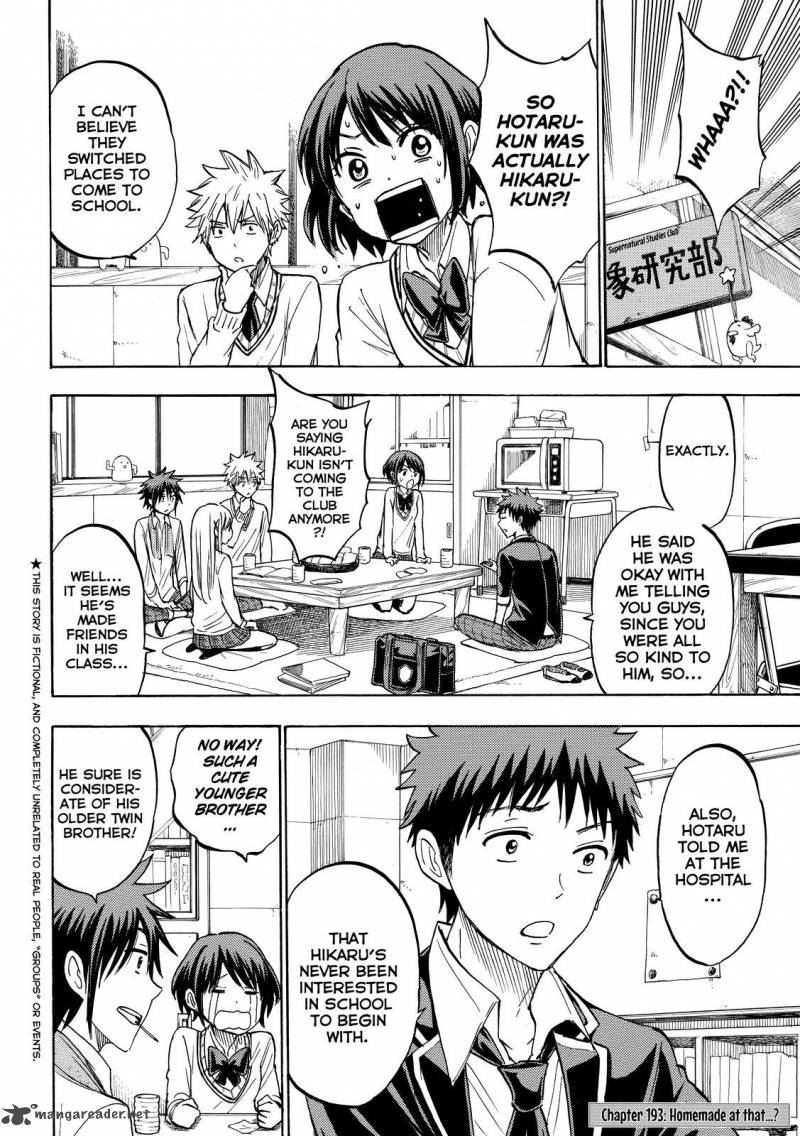 WHAAA?!!
Supernatural Studies Club
象研究部
SO
HOTARU-
KUN WAS
ACTUALLY
HIKARU-
KUN?!
I CAN'T
BELIEVE
THEY
SWITCHED
PLACES TO
COME TO
SCHOOL.
EXACTLY.
HE SAID
HE WAS
OKAY WITH
ME TELLING
YOU GUYS,
SINCE YOU
WERE ALL
SO KIND TO
HIM, SO...
ARE YOU
SAYING
HIKARU-
KUN ISN'T
COMING
TO THE
CLUB
ANYMORE
?!
WELL...
IT SEEMS
HE'S
MADE
FRIENDS
IN HIS
CLASS...
ALSO,
HOTARU
TOLD ME
AT THE
HOSPITAL
...
THAT
HIKARU'S
NEVER BEEN
INTERESTED
IN SCHOOL
TO BEGIN
WITH.
NO WAY!
SUCH A
CUTE
YOUNGER
BROTHER
...
HE SURE IS
CONSIDER-
ATE OF HIS
OLDER TWIN
BROTHER!
★THIS STORY IS FICTIONAL, AND COMPLETELY UNRELATED TO REAL PEOPLE, "GROUPS" OR EVENTS.
Chapter 193: Homemade at that...?
mangareader.net